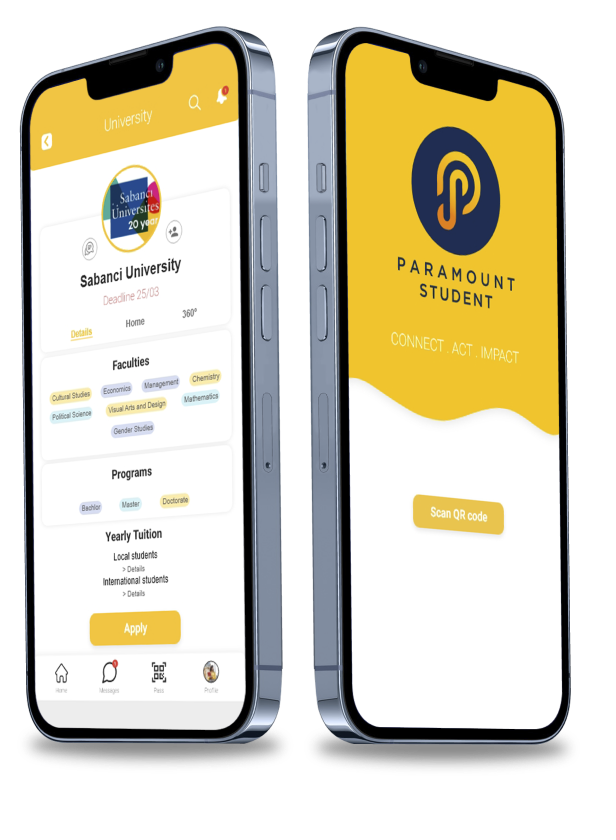 University
Sabanci
Universites
20 year
Sabanci University
Deadline 25/03
Details Home 360°
Faculties
Cultural Studies Economics Management Chemistry
Political Science Visual Arts and Design Mathematics
Gender Studies
Programs
Bachlor Master Doctorate
Yearly Tuition
Local students
> Details
International students
> Details
Apply
Home Messages Pass Profile
PARAMOUNT
STUDENT
CONNECT . ACT . IMPACT
Scan QR code